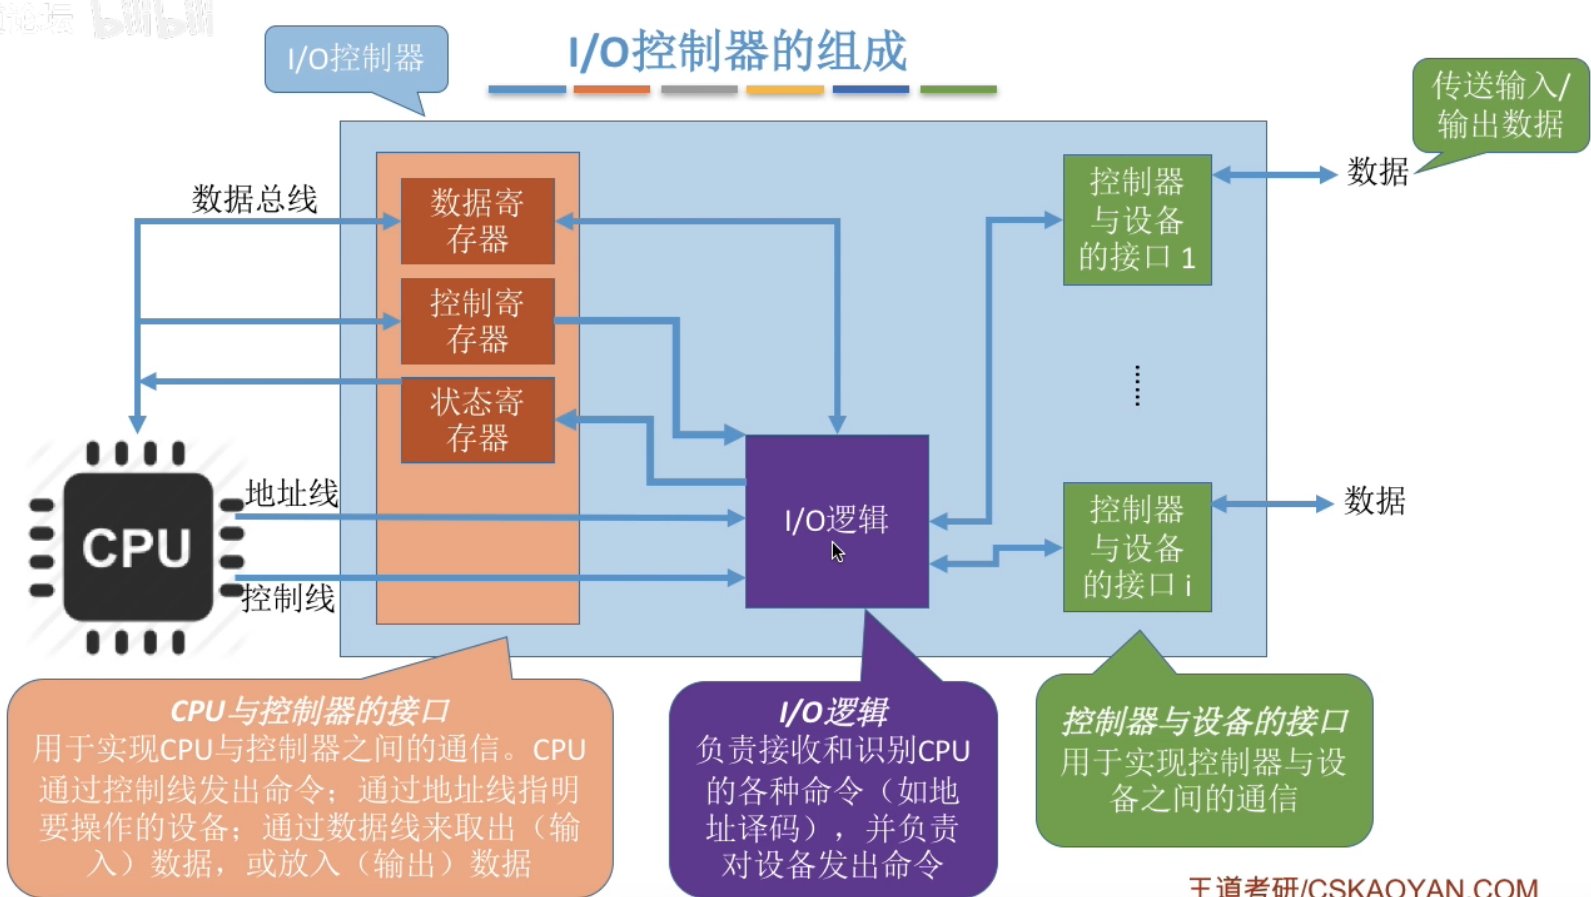 bilibili
I/O控制器
I/O控制器的组成
传送输入/
输出数据
数据总线
数据寄
存器
控制器
与设备
的接口 1
数据
控制寄
存器
状态寄
存器
地址线
CPU
控制线
I/O逻辑
控制器
与设备
的接口 i
数据
CPU与控制器的接口
用于实现CPU与控制器之间的通信。CPU
通过控制线发出命令；通过地址线指明
要操作的设备；通过数据线来取出（输
入）数据，或放入（输出）数据
I/O逻辑
负责接收和识别CPU
的各种命令（如地
址译码），并负责
对设备发出命令
控制器与设备的接口
用于实现控制器与设
备之间的通信
王道考研/CSKAOYAN.COM